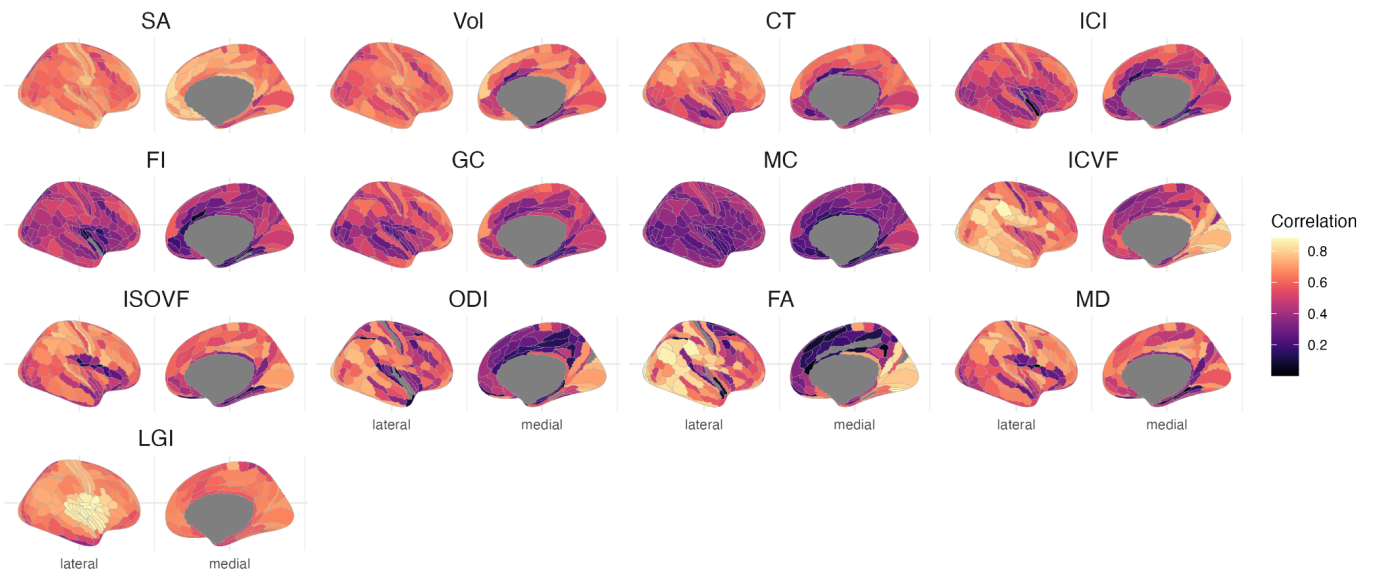 SA Vol CT ICI
FI GC MC ICVF
Correlation
0.8
0.6
0.4
0.2
ISOVF ODI FA MD
lateral medial lateral medial lateral medial
LGI
lateral medial